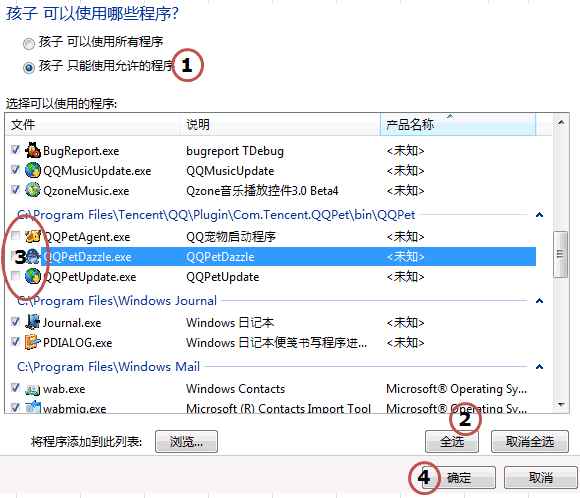 孩子 可以使用哪些程序?
孩子 可以使用所有程序
孩子 只能使用允许的程序 1
选择可以使用的程序:
文件 说明 产品名称
BugReport.exe bugreport TDebug <未知>
QQMusicUpdate.exe QQMusicUpdate <未知>
QzoneMusic.exe Qzone音乐播放控件3.0 Beta4 <未知>
C:\Program Files\Tencent\QQ\Plugin\Com.Tencent.QQPet\bin\QQPet
QQPetAgent.exe QQ宠物启动程序 <未知>
3 QQPetDazzle.exe QQPetDazzle <未知>
QQPetUpdate.exe QQPetUpdate <未知>
C:\Program Files\Windows Journal
Journal.exe Windows 日记本 <未知>
PDIALOG.exe Windows 日记本便笺书写程序进... <未知>
C:\Program Files\Windows Mail
wab.exe Windows Contacts Microsoft® Operating Sy...
wabmig.exe Microsoft (R) Contacts Import Tool Microsoft® Operating Sy...
2
将程序添加到此列表: 浏览... 全选 取消全选
4 确定 取消